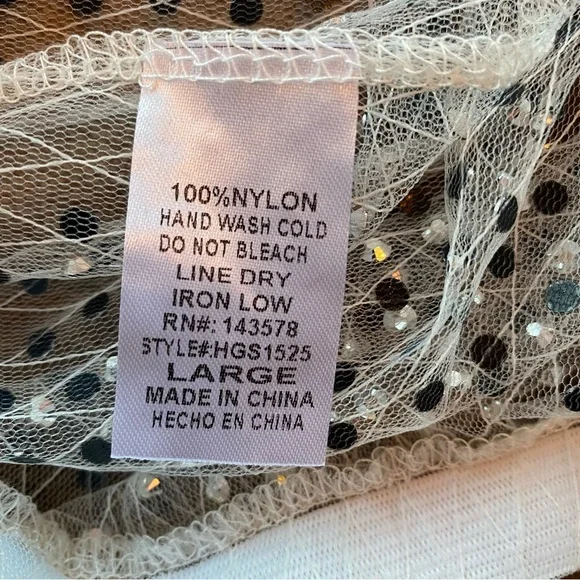 100%NYLON
HAND WASH COLD
DO NOT BLEACH
LINE DRY
IRON LOW
RN#: 143578
STYLE#:HGS1525
LARGE
MADE IN CHINA
HECHO EN CHINA